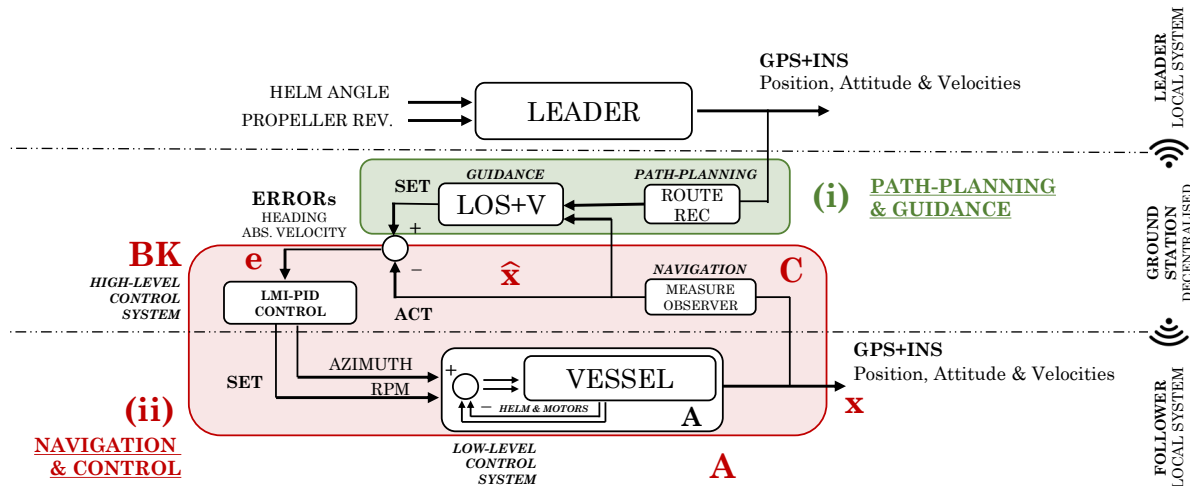 GPS+INS
Position, Attitude & Velocities
HELM ANGLE
PROPELLER REV.
LEADER
LEADER
LOCAL SYSTEM
GUIDANCE
PATH-PLANNING
SET
LOS+V
ROUTE
REC
(i)
PATH-PLANNING
& GUIDANCE
ERRORs
HEADING
ABS. VELOCITY
+
−
BK
e
x̂
C
HIGH-LEVEL
CONTROL
SYSTEM
LMI-PID
CONTROL
ACT
NAVIGATION
MEASURE
OBSERVER
GROUND
STATION
DECENTRALISED
GPS+INS
Position, Attitude & Velocities
AZIMUTH
RPM
SET
+
−
VESSEL
HELM & MOTORS
A
x
(ii)
NAVIGATION
& CONTROL
LOW-LEVEL
CONTROL
SYSTEM
A
FOLLOWER
LOCAL SYSTEM